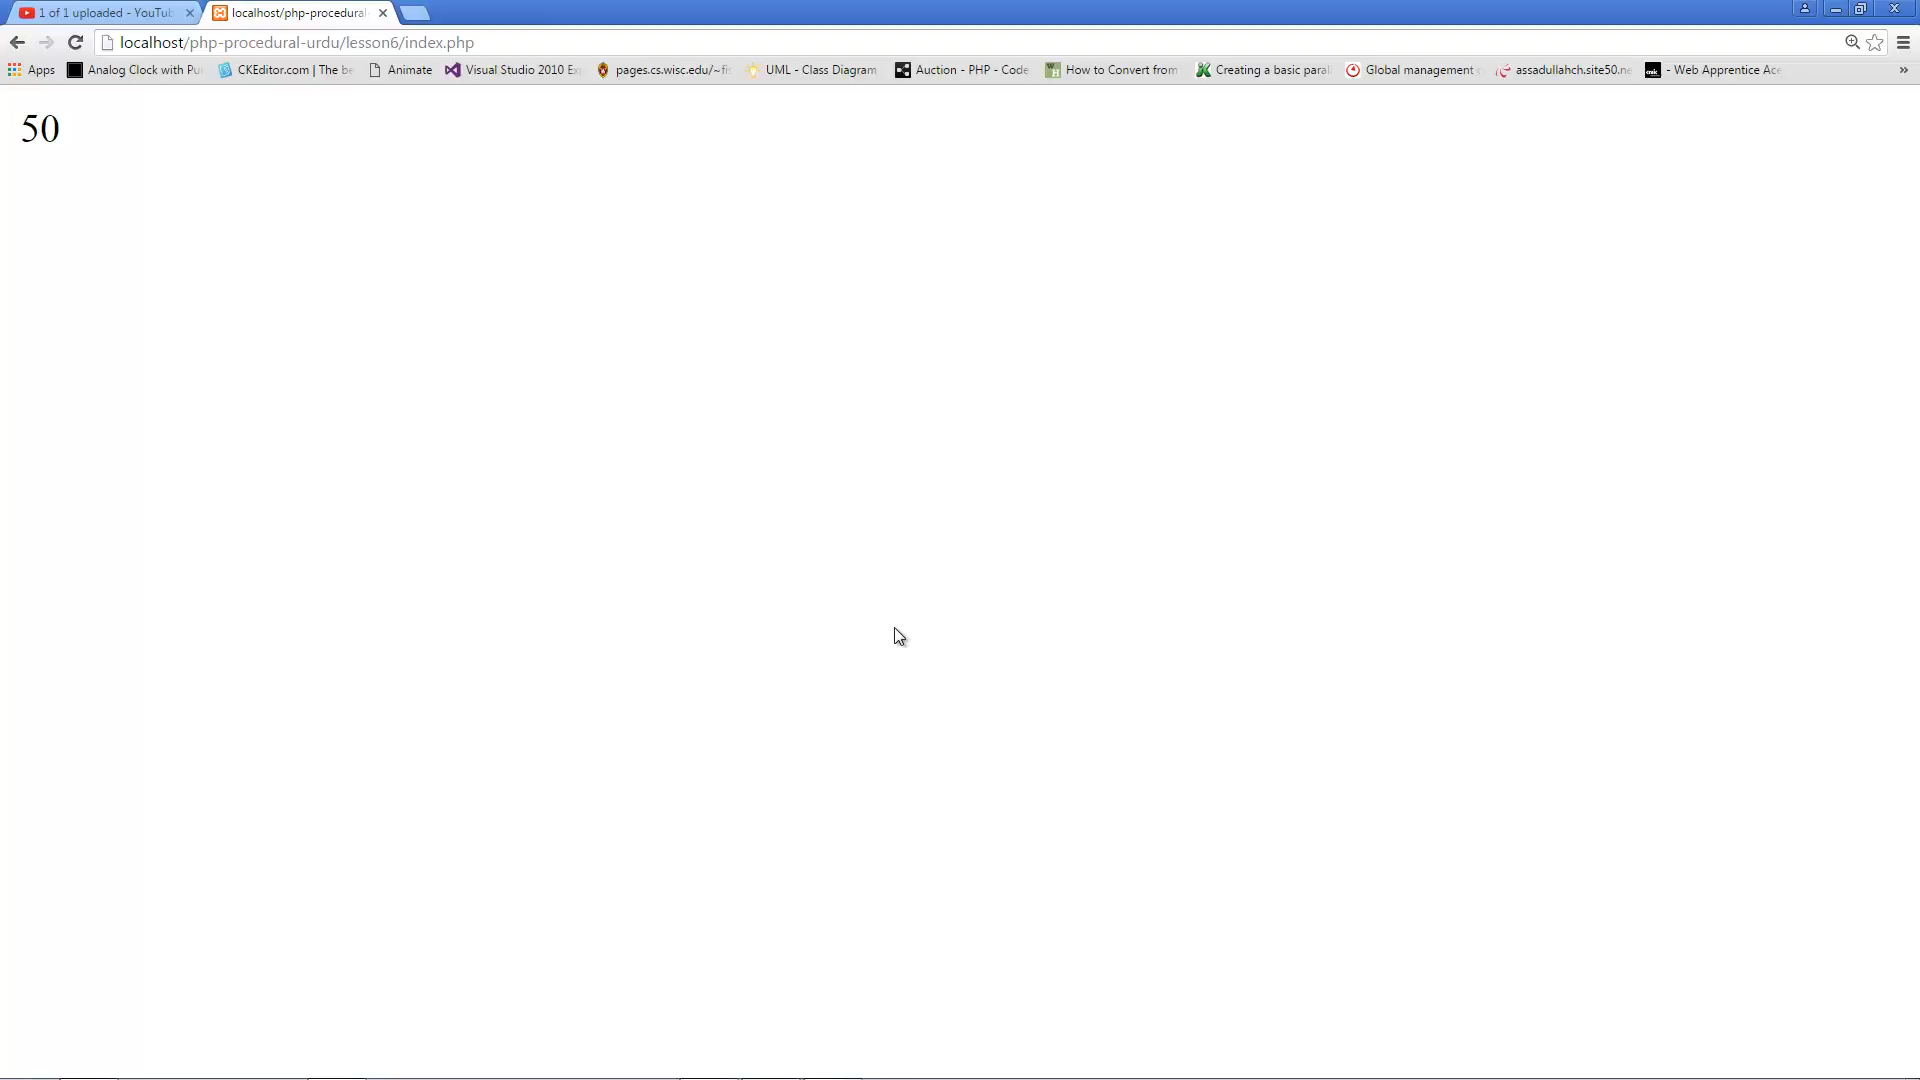 1 of 1 uploaded - YouTub
localhost/php-procedural-
localhost/php-procedural-urdu/lesson6/index.php
Apps Analog Clock with Pu CKEditor.com | The be Animate Visual Studio 2010 Ex pages.cs.wisc.edu/~fi UML - Class Diagram Auction - PHP - Code How to Convert from Creating a basic paral Global management assadullahch.site50.ne - Web Apprentice Ace »
50